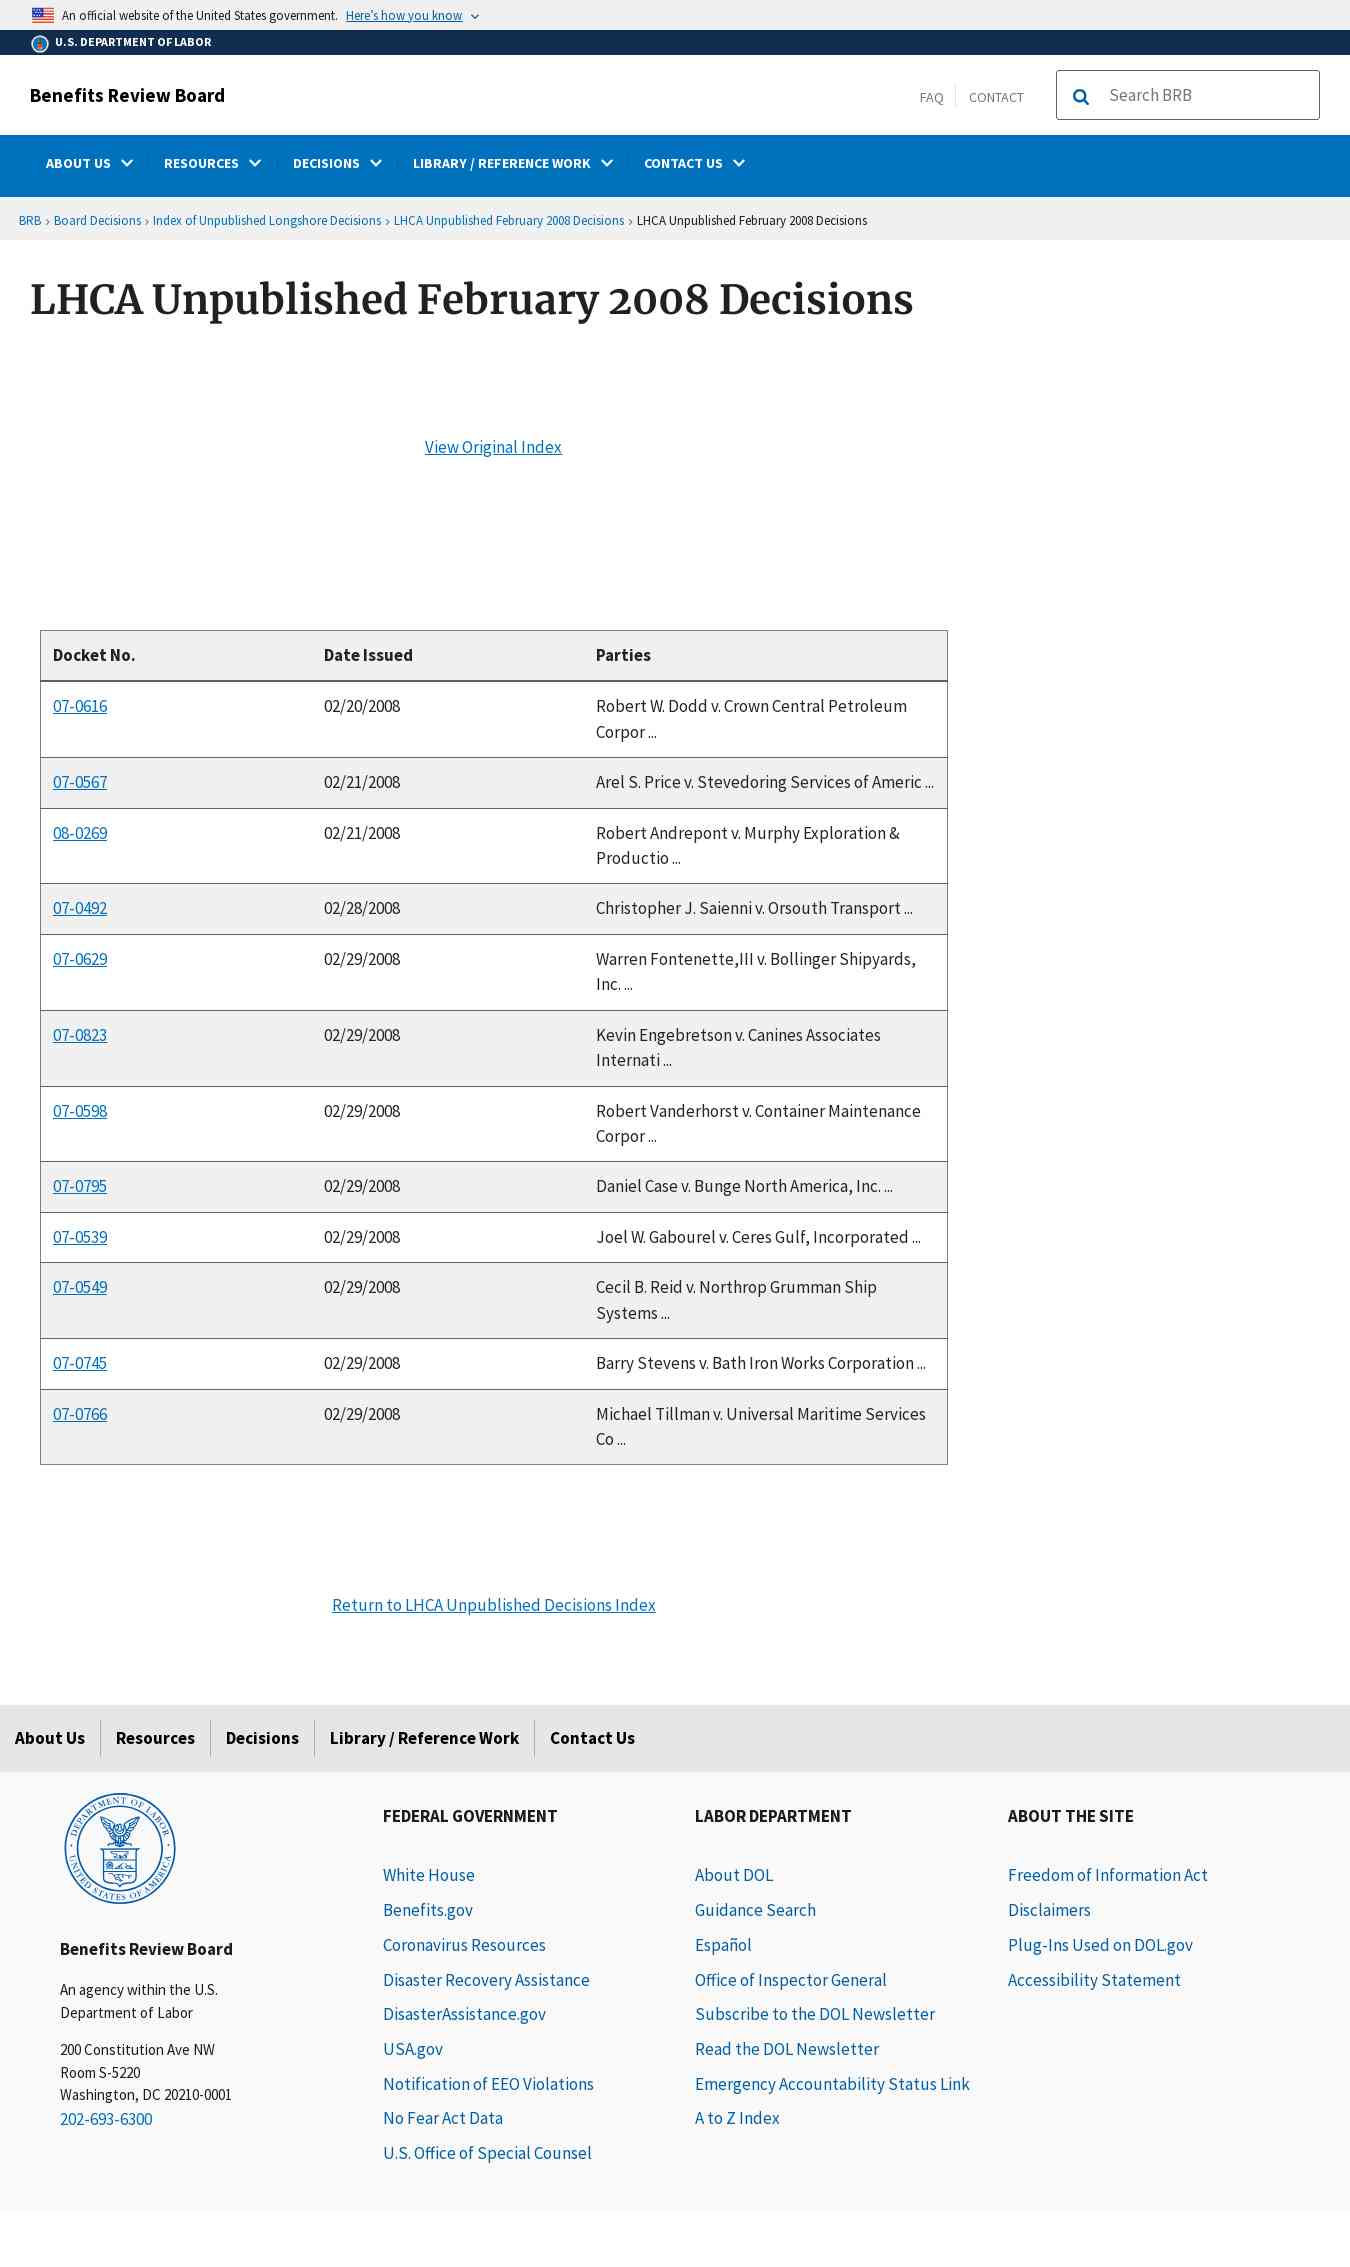 An official website of the United States government. Here's how you know
U.S. DEPARTMENT OF LABOR
Benefits Review Board
FAQ
CONTACT
Search BRB
ABOUT US
RESOURCES
DECISIONS
LIBRARY / REFERENCE WORK
CONTACT US
BRB › Board Decisions › Index of Unpublished Longshore Decisions › LHCA Unpublished February 2008 Decisions › LHCA Unpublished February 2008 Decisions
LHCA Unpublished February 2008 Decisions
View Original Index
Docket No. Date Issued Parties
07-0616 02/20/2008 Robert W. Dodd v. Crown Central Petroleum
Corpor ...
07-0567 02/21/2008 Arel S. Price v. Stevedoring Services of Americ ...
08-0269 02/21/2008 Robert Andrepont v. Murphy Exploration &
Productio ...
07-0492 02/28/2008 Christopher J. Saienni v. Orsouth Transport ...
07-0629 02/29/2008 Warren Fontenette,III v. Bollinger Shipyards,
Inc. ...
07-0823 02/29/2008 Kevin Engebretson v. Canines Associates
Internati ...
07-0598 02/29/2008 Robert Vanderhorst v. Container Maintenance
Corpor ...
07-0795 02/29/2008 Daniel Case v. Bunge North America, Inc. ...
07-0539 02/29/2008 Joel W. Gabourel v. Ceres Gulf, Incorporated ...
07-0549 02/29/2008 Cecil B. Reid v. Northrop Grumman Ship
Systems ...
07-0745 02/29/2008 Barry Stevens v. Bath Iron Works Corporation ...
07-0766 02/29/2008 Michael Tillman v. Universal Maritime Services
Co ...
Return to LHCA Unpublished Decisions Index
About Us
Resources
Decisions
Library / Reference Work
Contact Us
DEPARTMENT OF LABOR
UNITED STATES OF AMERICA
Benefits Review Board
An agency within the U.S.
Department of Labor
200 Constitution Ave NW
Room S-5220
Washington, DC 20210-0001
202-693-6300
FEDERAL GOVERNMENT
White House
Benefits.gov
Coronavirus Resources
Disaster Recovery Assistance
DisasterAssistance.gov
USA.gov
Notification of EEO Violations
No Fear Act Data
U.S. Office of Special Counsel
LABOR DEPARTMENT
About DOL
Guidance Search
Español
Office of Inspector General
Subscribe to the DOL Newsletter
Read the DOL Newsletter
Emergency Accountability Status Link
A to Z Index
ABOUT THE SITE
Freedom of Information Act
Disclaimers
Plug-Ins Used on DOL.gov
Accessibility Statement